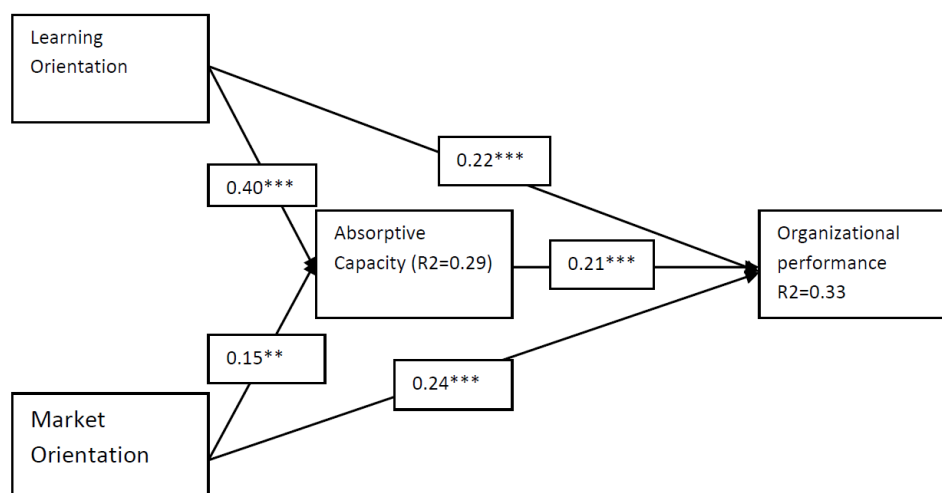 Learning
Orientation
0.22***
0.40***
Absorptive
Capacity (R2=0.29)
0.21***
Organizational
performance
R2=0.33
0.15**
0.24***
Market
Orientation